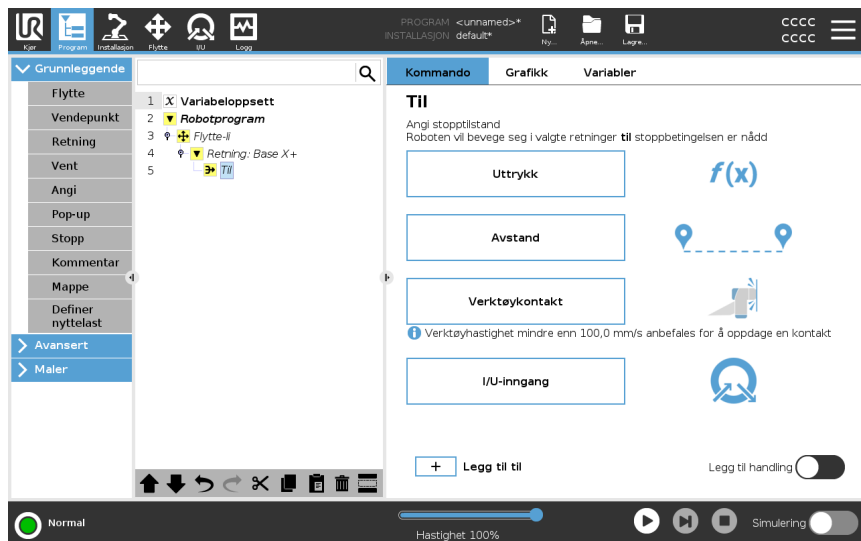 PROGRAM <unnamed>*
INSTALLASJON default*
CCCC
CCCC
Kjør
Program
Installasjon
Flytte
I/U
Logg
Ny...
Åpne...
Lagre...
Grunnleggende
Flytte
Vendepunkt
Retning
Vent
Angi
Pop-up
Stopp
Kommentar
Mappe
Definer
nyttelast
Avansert
Maler
1 x Variabeloppsett
2 Robotprogram
3 Flytte-li
4 Retning: Base X+
5 Til
Kommando
Grafikk
Variabler
Til
Angi stopptilstand
Roboten vil bevege seg i valgte retninger til stoppbetingelsen er nådd
Uttrykk
f(x)
Avstand
Verktøykontakt
Verktøyhastighet mindre enn 100,0 mm/s anbefales for å oppdage en kontakt
I/U-inngang
+ Legg til til
Legg til handling
Normal
Hastighet 100%
Simulering